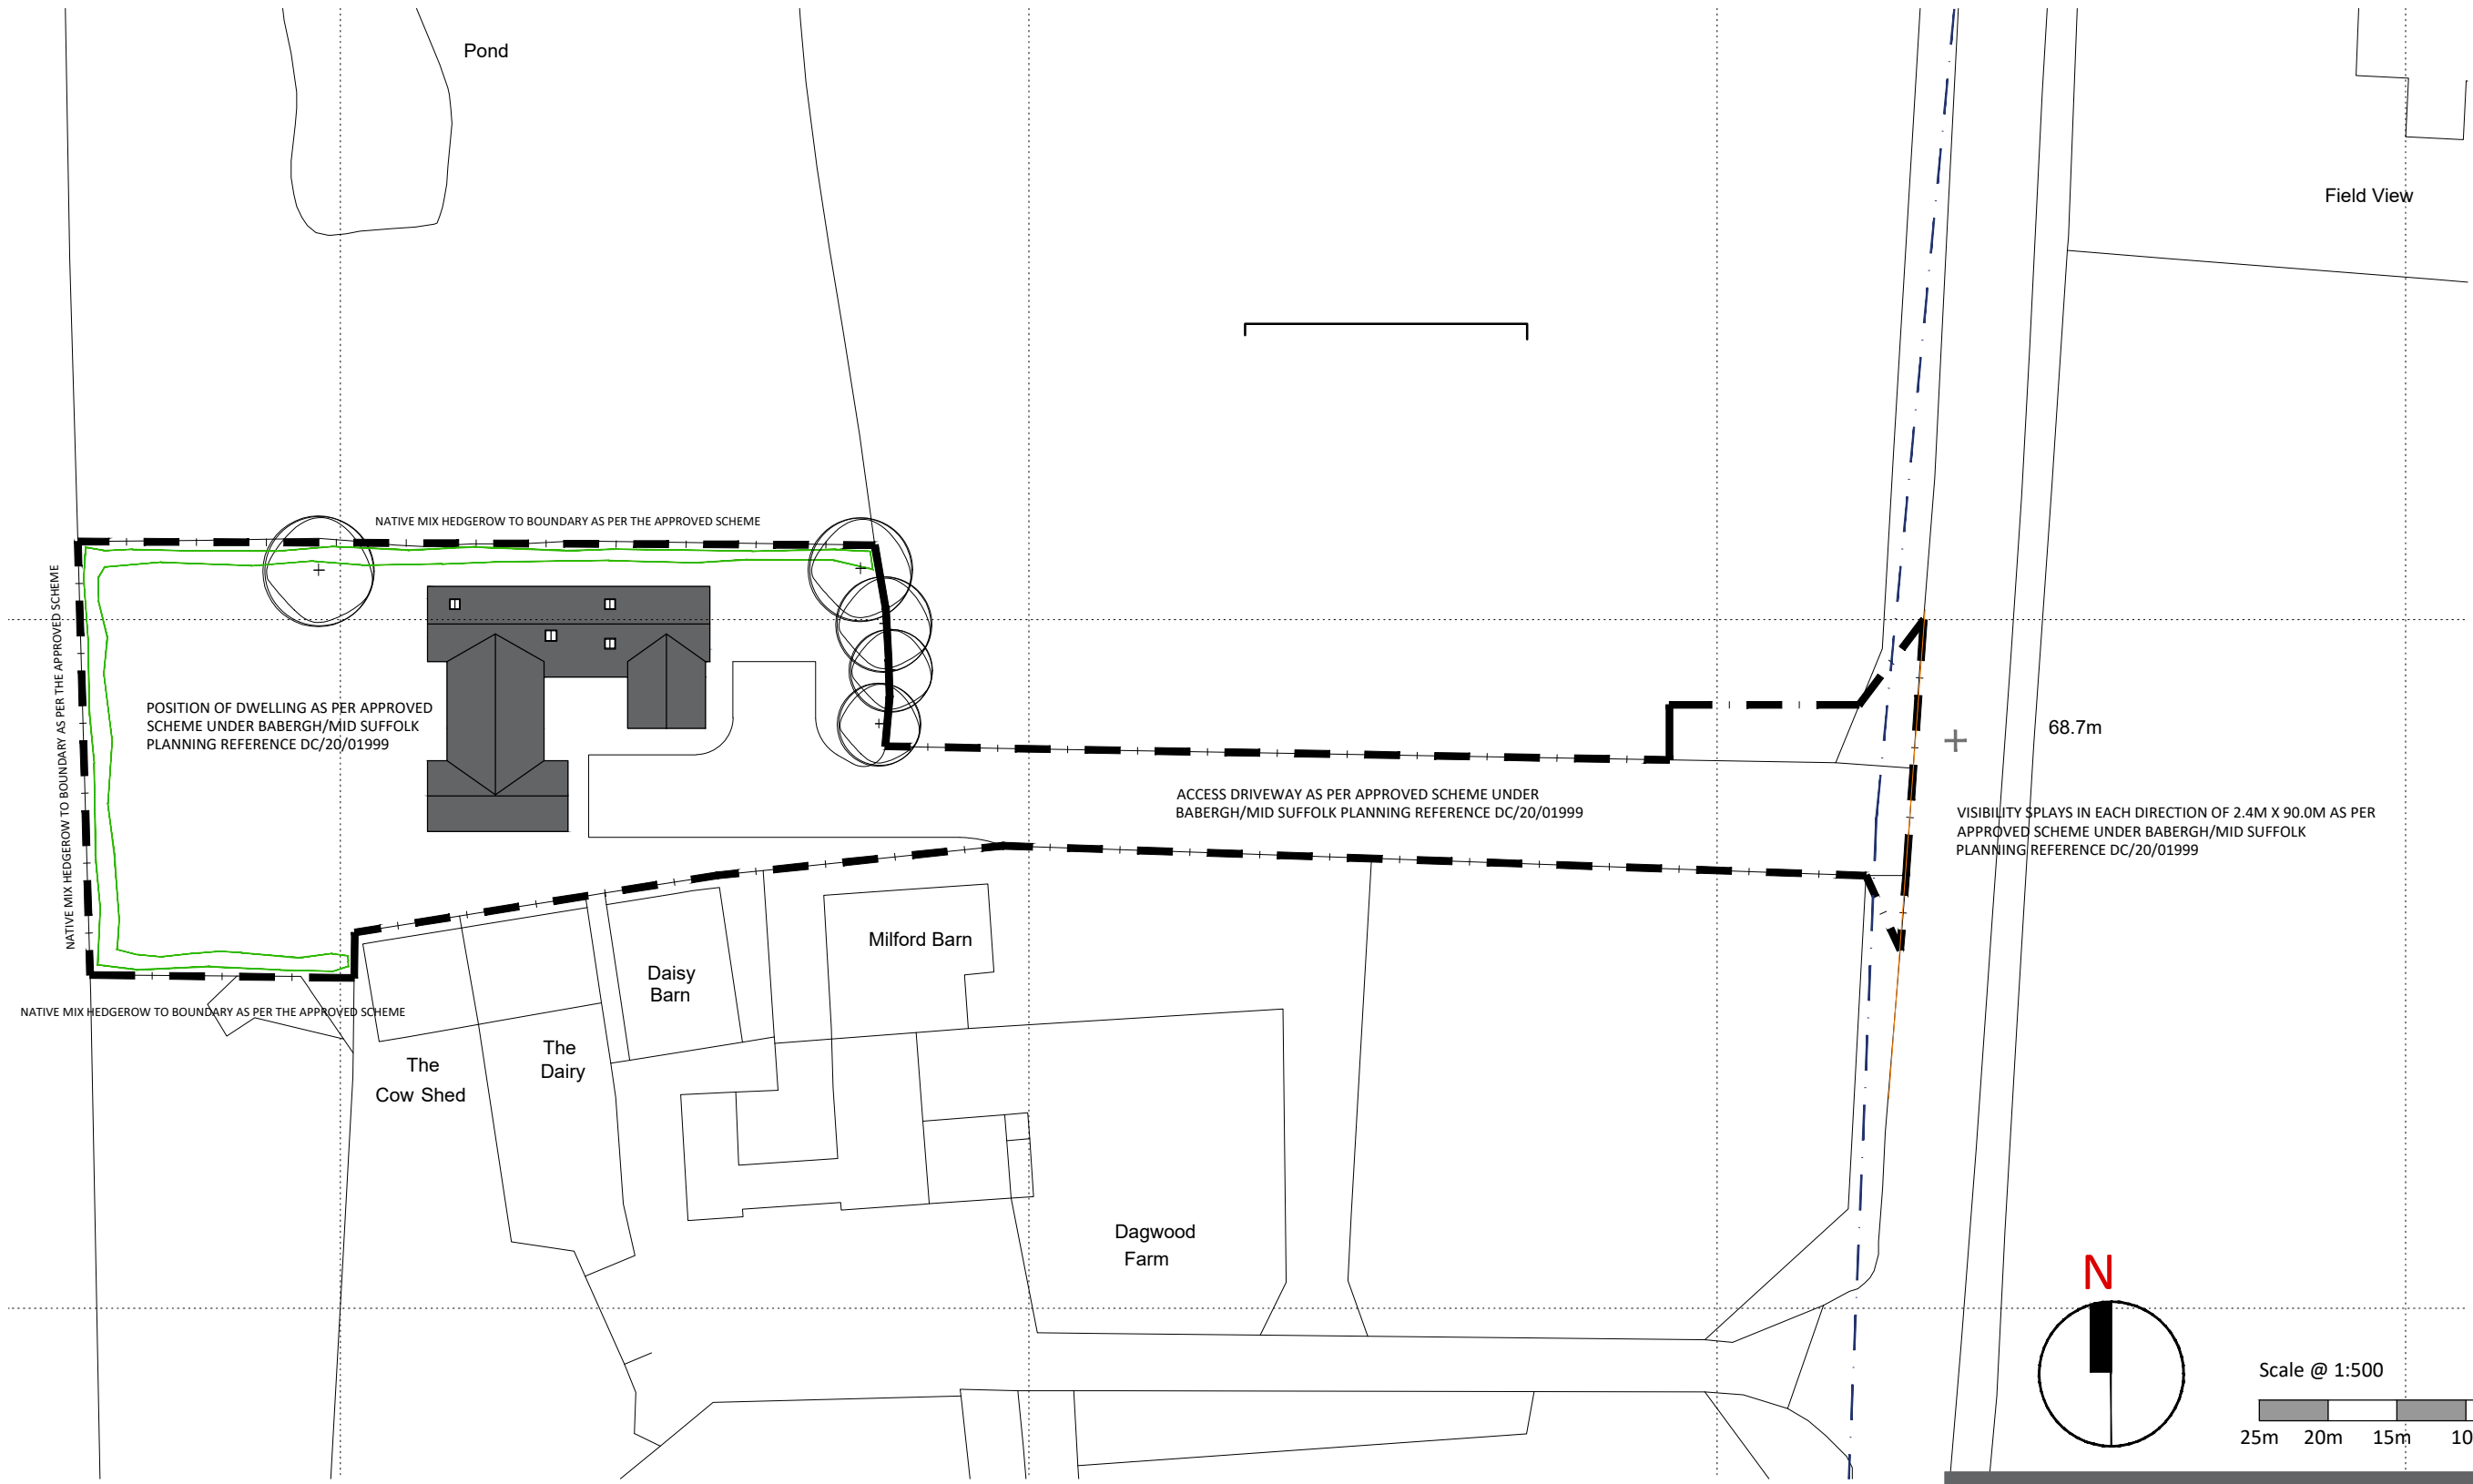 Pond
Field View
NATIVE MIX HEDGEROW TO BOUNDARY AS PER THE APPROVED SCHEME
NATIVE MIX HEDGEROW TO BOUNDARY AS PER THE APPROVED SCHEME
POSITION OF DWELLING AS PER APPROVED
SCHEME UNDER BABERGH/MID SUFFOLK
PLANNING REFERENCE DC/20/01999
68.7m
ACCESS DRIVEWAY AS PER APPROVED SCHEME UNDER
BABERGH/MID SUFFOLK PLANNING REFERENCE DC/20/01999
VISIBILITY SPLAYS IN EACH DIRECTION OF 2.4M X 90.0M AS PER
APPROVED SCHEME UNDER BABERGH/MID SUFFOLK
PLANNING REFERENCE DC/20/01999
Milford Barn
Daisy
Barn
NATIVE MIX HEDGEROW TO BOUNDARY AS PER THE APPROVED SCHEME
The
Dairy
The
Cow Shed
Dagwood
Farm
N
Scale @ 1:500
25m 20m 15m 10